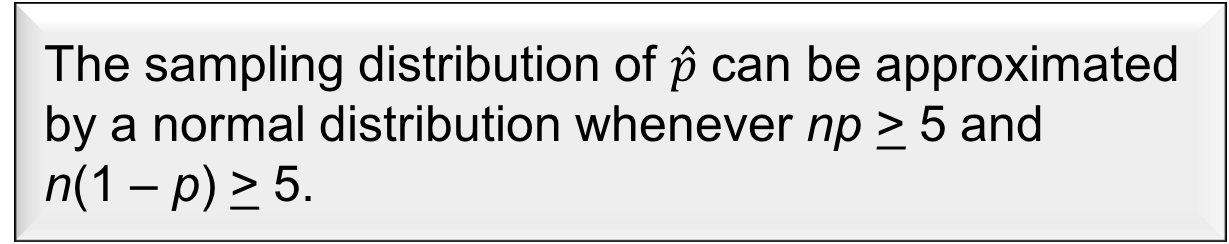 The sampling distribution of p̂ can be approximated
by a normal distribution whenever np ≥ 5 and
n(1 – p) ≥ 5.